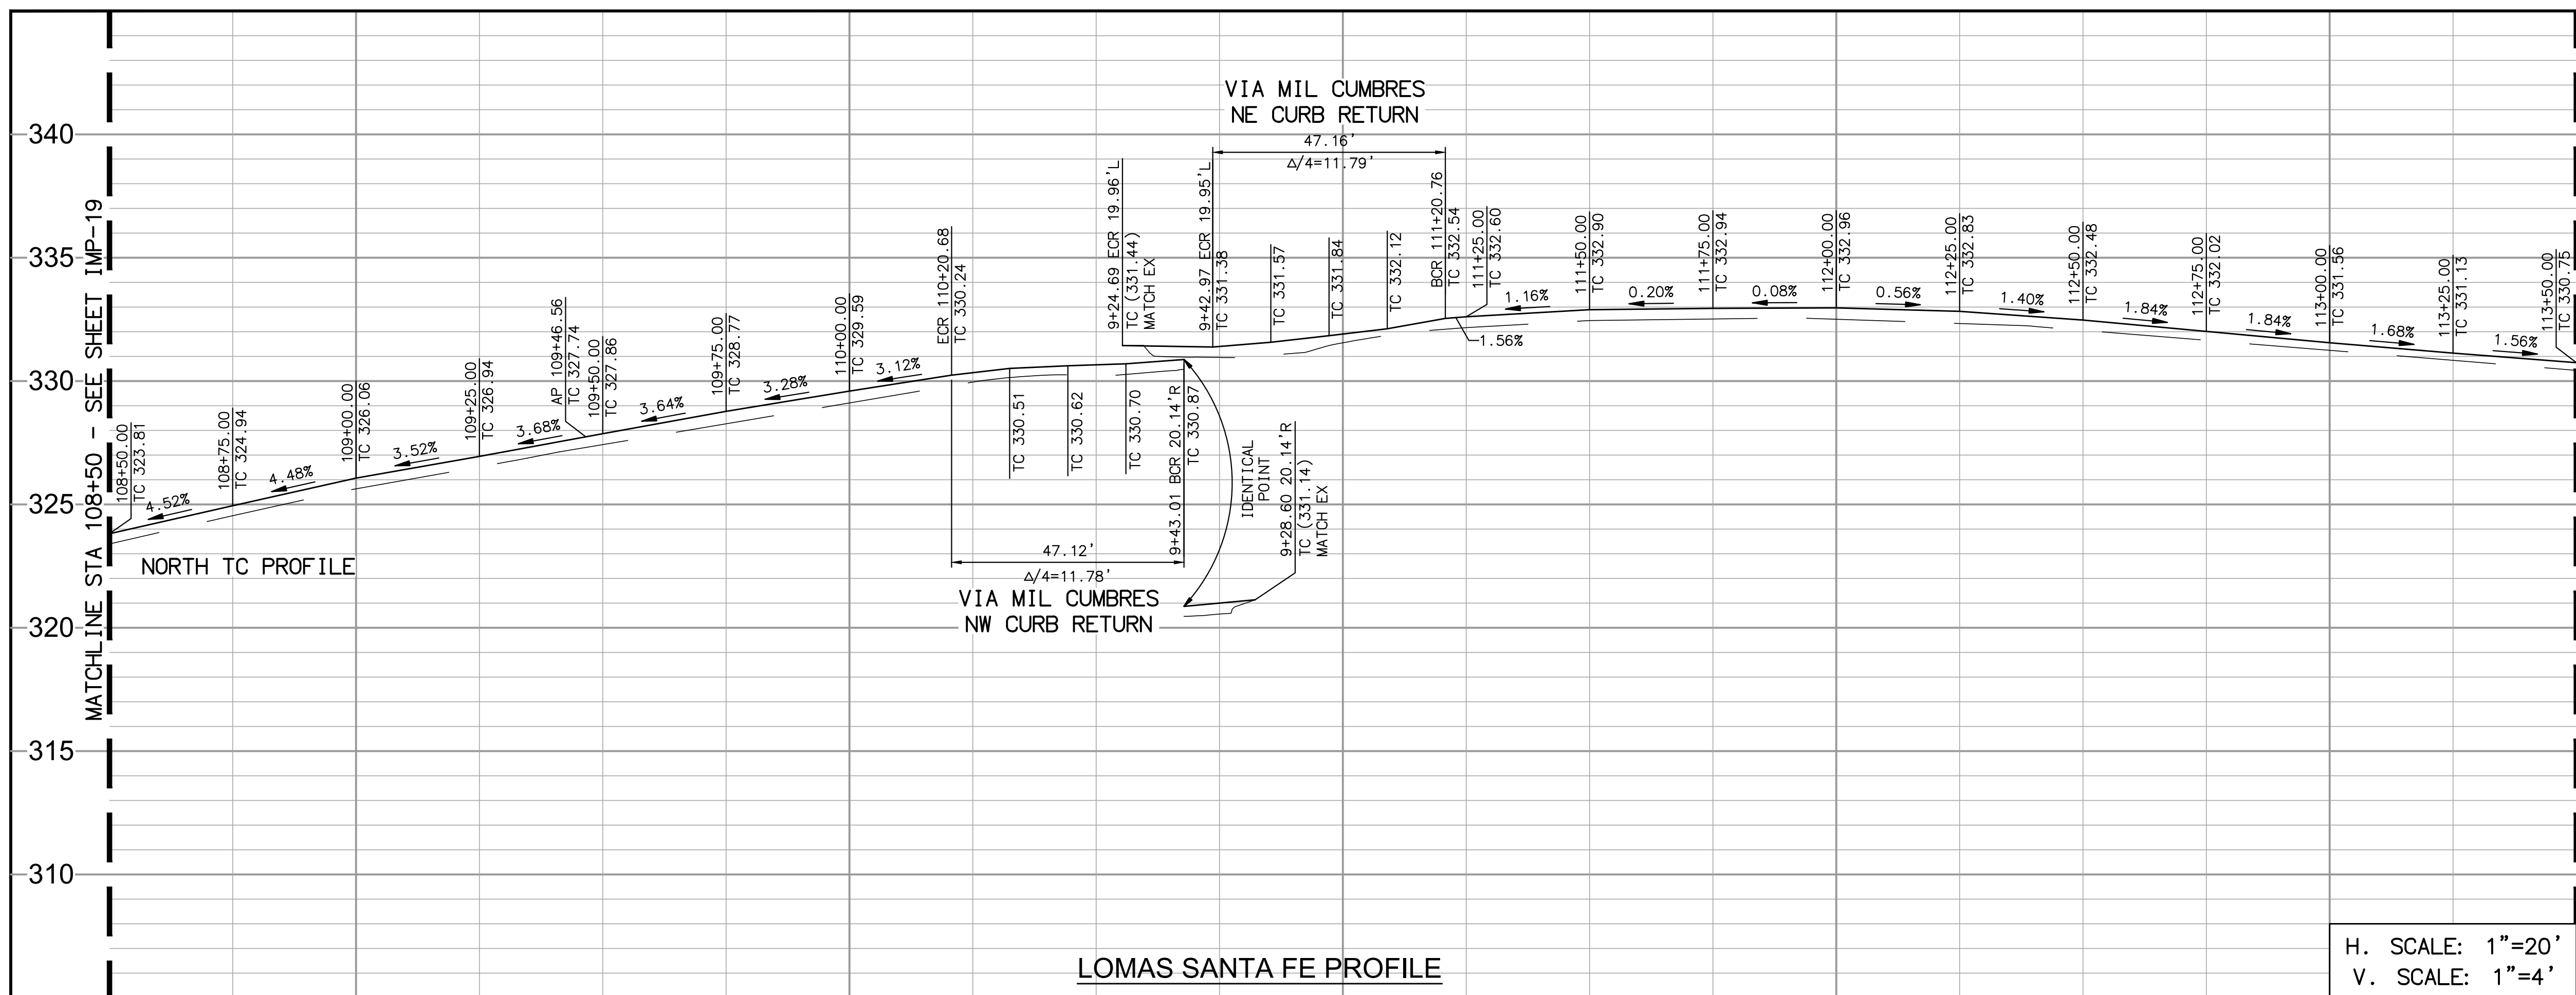 VIA MIL CUMBRES
NE CURB RETURN
47.16'
Δ/4=11.79'
340
335
330
325
320
315
310
MATCHLINE STA 108+50 - SEE SHEET IMP-19
108+50.00
TC 323.81
4.52%
108+75.00
TC 324.94
4.48%
109+00.00
TC 326.06
3.52%
109+25.00
TC 326.94
3.68%
AP 109+46.56
TC 327.74
109+50.00
TC 327.86
3.64%
109+75.00
TC 328.77
3.28%
110+00.00
TC 329.59
3.12%
ECR 110+20.68
TC 330.24
TC 330.51
TC 330.62
TC 330.70
9+43.01 BCR 20.14'R
TC 330.87
47.12'
Δ/4=11.78'
VIA MIL CUMBRES
NW CURB RETURN
IDENTICAL
POINT
9+28.60 20.14'R
TC (331.14)
MATCH EX
9+24.69 ECR 19.96'L
TC (331.44)
MATCH EX
9+42.97 ECR 19.95'L
TC 331.38
TC 331.57
TC 331.84
TC 332.12
BCR 111+20.76
TC 332.54
1.56%
111+25.00
TC 332.60
1.16%
111+50.00
TC 332.90
0.20%
111+75.00
TC 332.94
0.08%
112+00.00
TC 332.96
0.56%
112+25.00
TC 332.83
1.40%
112+50.00
TC 332.48
1.84%
112+75.00
TC 332.02
1.84%
113+00.00
TC 331.56
1.68%
113+25.00
TC 331.13
1.56%
113+50.00
TC 330.75
NORTH TC PROFILE
LOMAS SANTA FE PROFILE
H. SCALE: 1"=20'
V. SCALE: 1"=4'